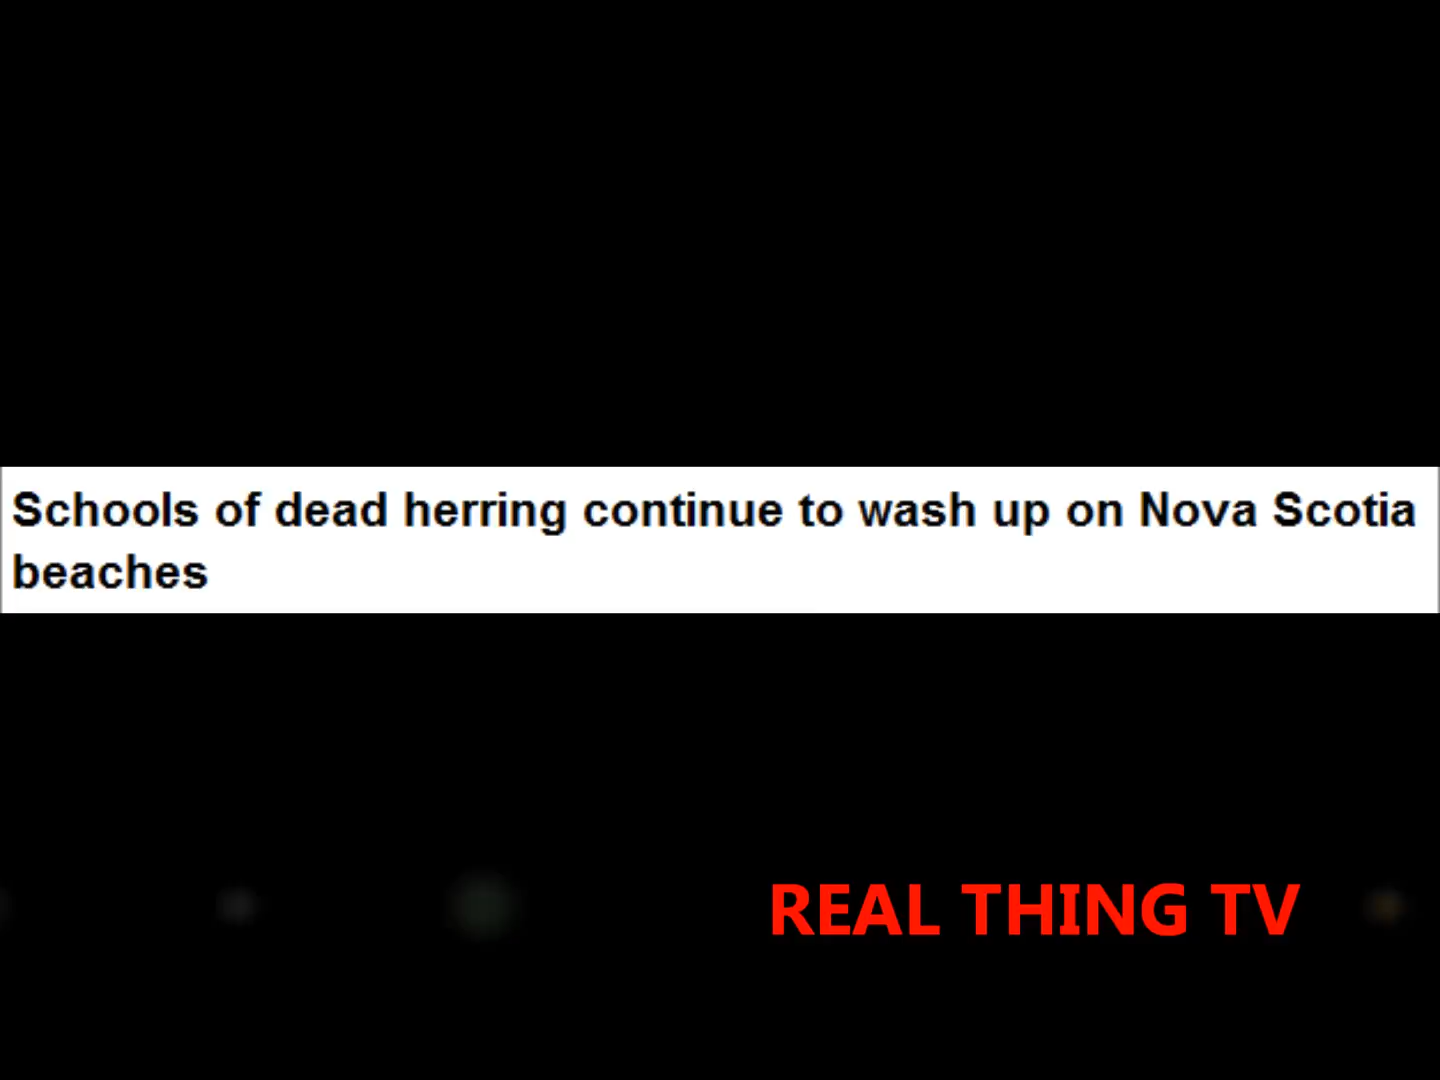 Schools of dead herring continue to wash up on Nova Scotia
beaches
REAL THING TV